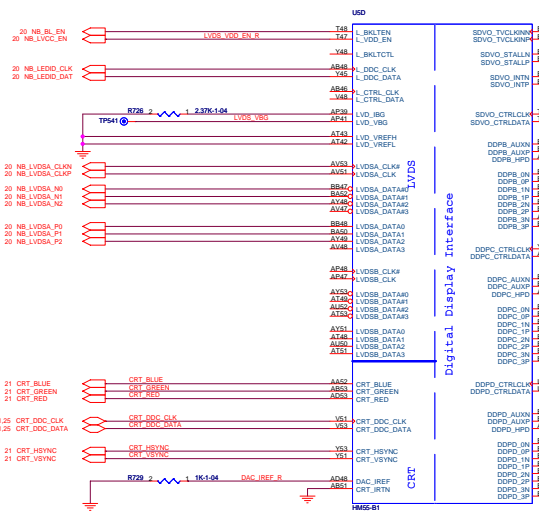 U5D
20 NB_BL_EN T48 L_BKLTEN SDVO_TVCLKINN
20 NB_LVCC_EN LVDS_VDD_EN_R T47 L_VDD_EN SDVO_TVCLKINP
Y48 L_BKLTCTL SDVO_STALLN
SDVO_STALLP
20 NB_LEDID_CLK AB48 L_DDC_CLK
20 NB_LEDID_DAT Y45 L_DDC_DATA SDVO_INTN
SDVO_INTP
AB46 L_CTRL_CLK
V48 L_CTRL_DATA
R726 2 1 2.37K-1-04 AP39 LVD_IBG SDVO_CTRLCLK
TP541 LVDS_VBG AP41 LVD_VBG SDVO_CTRLDATA
AT43 LVD_VREFH
AT42 LVD_VREFL DDPB_AUXN
DDPB_AUXP
DDPB_HPD
20 NB_LVDSA_CLKN AV53 LVDSA_CLK#
20 NB_LVDSA_CLKP AV51 LVDSA_CLK DDPB_0N
DDPB_0P
20 NB_LVDSA_N0 BB47 LVDSA_DATA#0 DDPB_1N
20 NB_LVDSA_N1 BA52 LVDSA_DATA#1 DDPB_1P
20 NB_LVDSA_N2 AY48 LVDSA_DATA#2 DDPB_2N
AV47 LVDSA_DATA#3 DDPB_2P
DDPB_3N
20 NB_LVDSA_P0 BB48 LVDSA_DATA0 DDPB_3P
20 NB_LVDSA_P1 BA50 LVDSA_DATA1
20 NB_LVDSA_P2 AY49 LVDSA_DATA2
AV48 LVDSA_DATA3 DDPC_CTRLCLK
DDPC_CTRLDATA
LVDS
Digital Display Interface
AP48 LVDSB_CLK#
AP47 LVDSB_CLK DDPC_AUXN
DDPC_AUXP
AY53 LVDSB_DATA#0 DDPC_HPD
AT49 LVDSB_DATA#1
AU52 LVDSB_DATA#2 DDPC_0N
AT53 LVDSB_DATA#3 DDPC_0P
DDPC_1N
AY51 LVDSB_DATA0 DDPC_1P
AT48 LVDSB_DATA1 DDPC_2N
AU50 LVDSB_DATA2 DDPC_2P
AT51 LVDSB_DATA3 DDPC_3N
DDPC_3P
21 CRT_BLUE CRT_BLUE AA52 CRT_BLUE DDPD_CTRLCLK
21 CRT_GREEN CRT_GREEN AB53 CRT_GREEN DDPD_CTRLDATA
21 CRT_RED CRT_RED AD53 CRT_RED
DDPD_AUXN
1,25 CRT_DDC_CLK CRT_DDC_CLK V51 CRT_DDC_CLK DDPD_AUXP
1,25 CRT_DDC_DATA CRT_DDC_DATA V53 CRT_DDC_DATA DDPD_HPD
21 CRT_HSYNC CRT_HSYNC Y53 CRT_HSYNC DDPD_0N
21 CRT_VSYNC CRT_VSYNC Y51 CRT_VSYNC DDPD_0P
DDPD_1N
DDPD_1P
CRT
R729 2 1 1K-1-04 DAC_IREF_R AD48 DAC_IREF DDPD_2N
AB51 CRT_IRTN DDPD_2P
DDPD_3N
DDPD_3P
HM55-B1